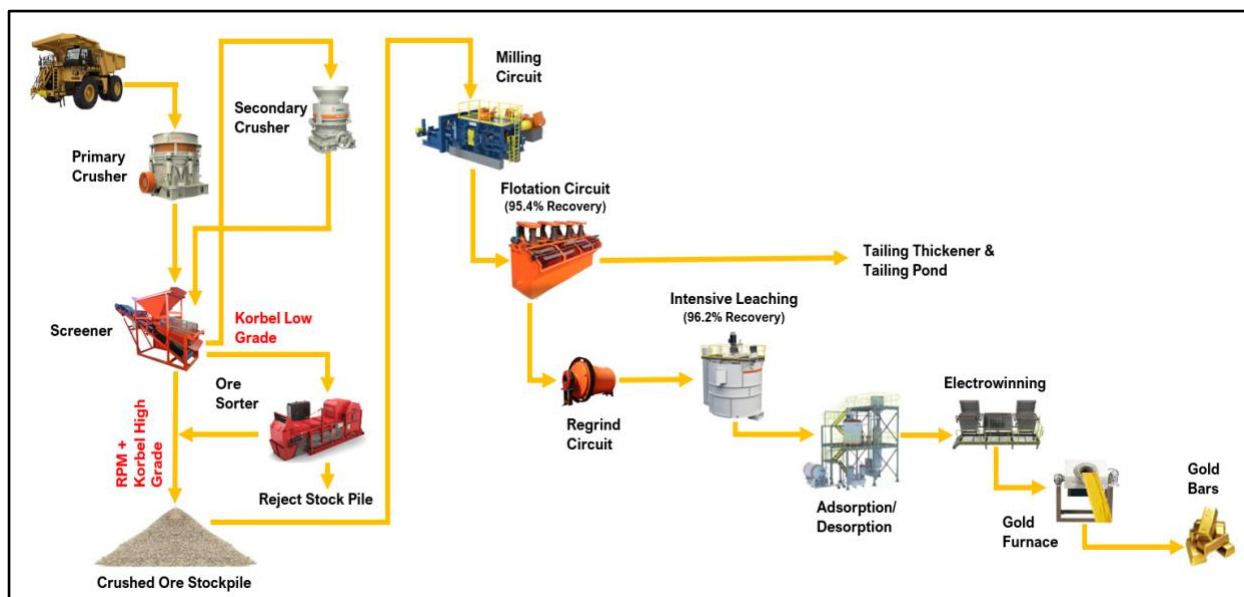 Primary
Crusher
Secondary
Crusher
Screener
Korbel Low
Grade
Ore
Sorter
RPM +
Korbel High
Grade
Reject Stock Pile
Crushed Ore Stockpile
Milling
Circuit
Flotation Circuit
(95.4% Recovery)
Tailing Thickener &
Tailing Pond
Regrind
Circuit
Intensive Leaching
(96.2% Recovery)
Adsorption/
Desorption
Electrowinning
Gold
Furnace
Gold
Bars